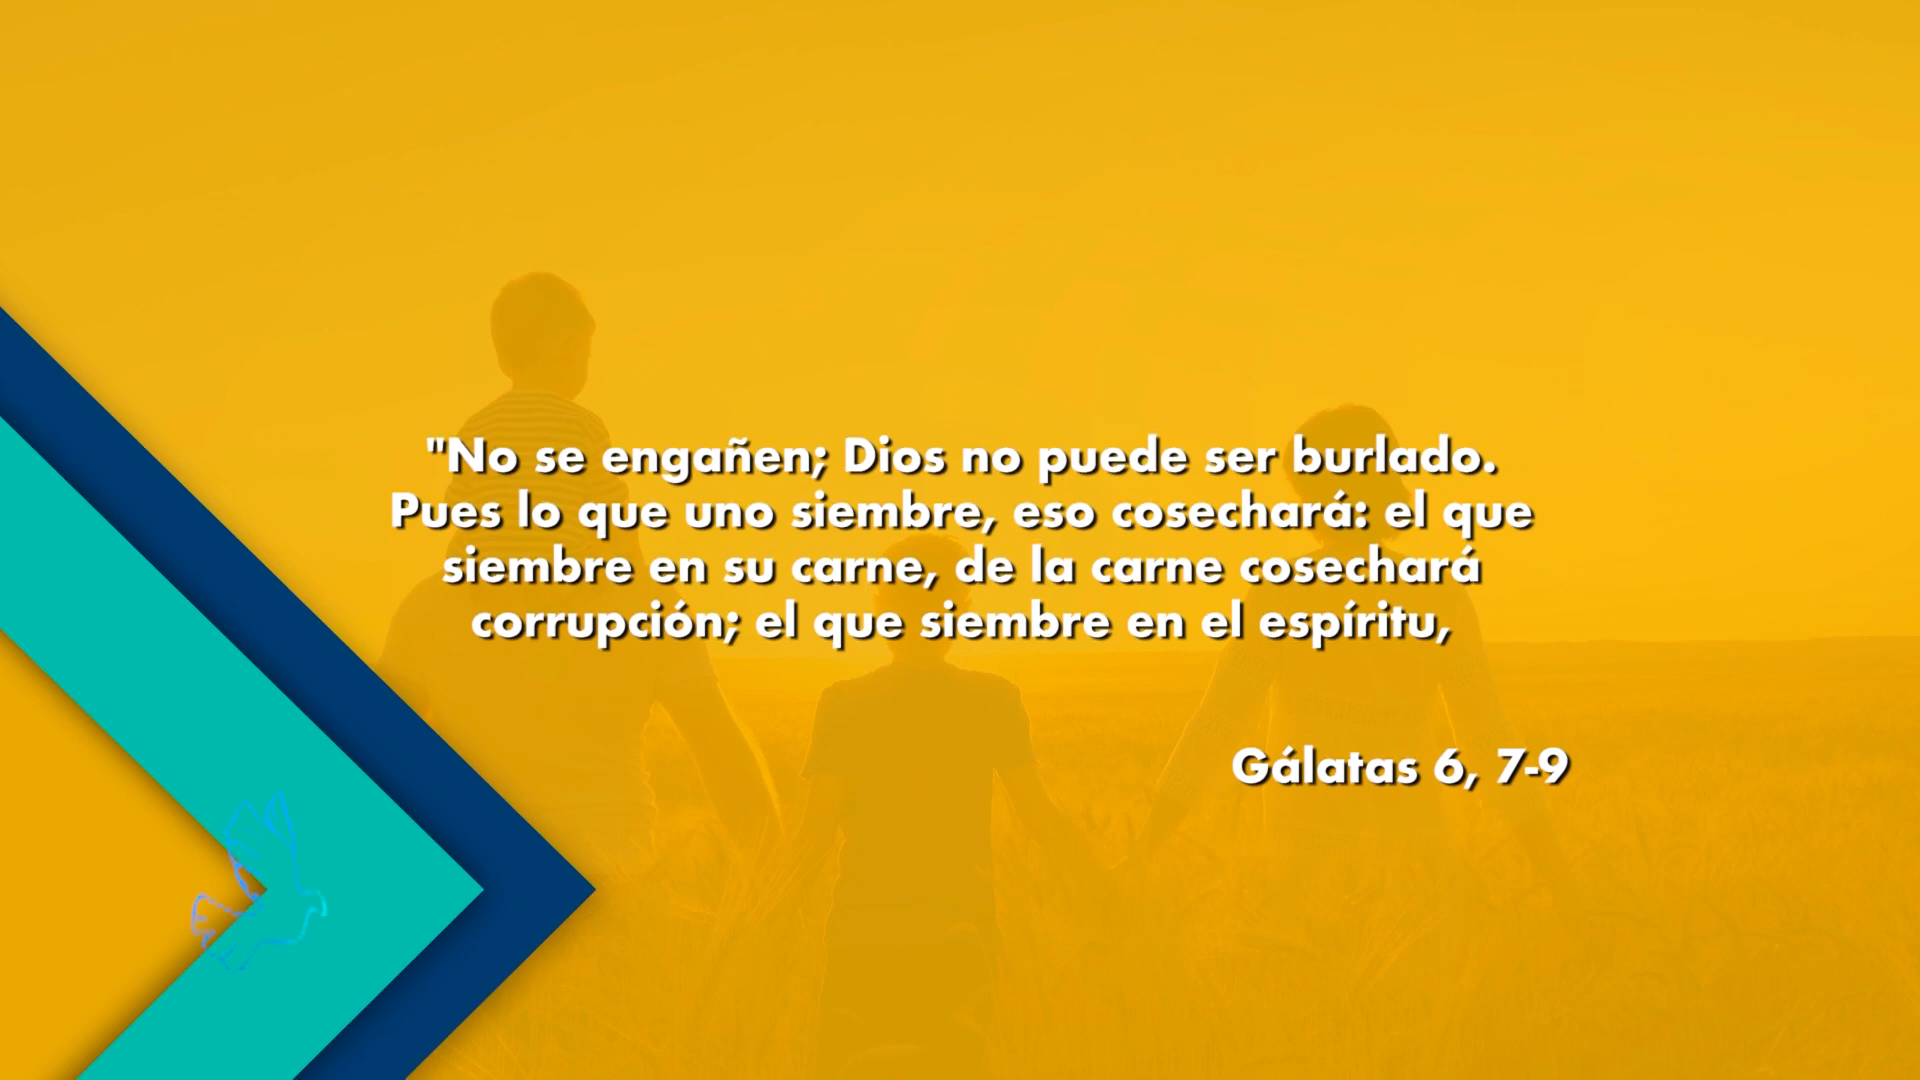 "No se engañen; Dios no puede ser burlado.
Pues lo que uno siembre, eso cosechará: el que
siembre en su carne, de la carne cosechará
corrupción; el que siembre en el espíritu,
Gálatas 6, 7-9